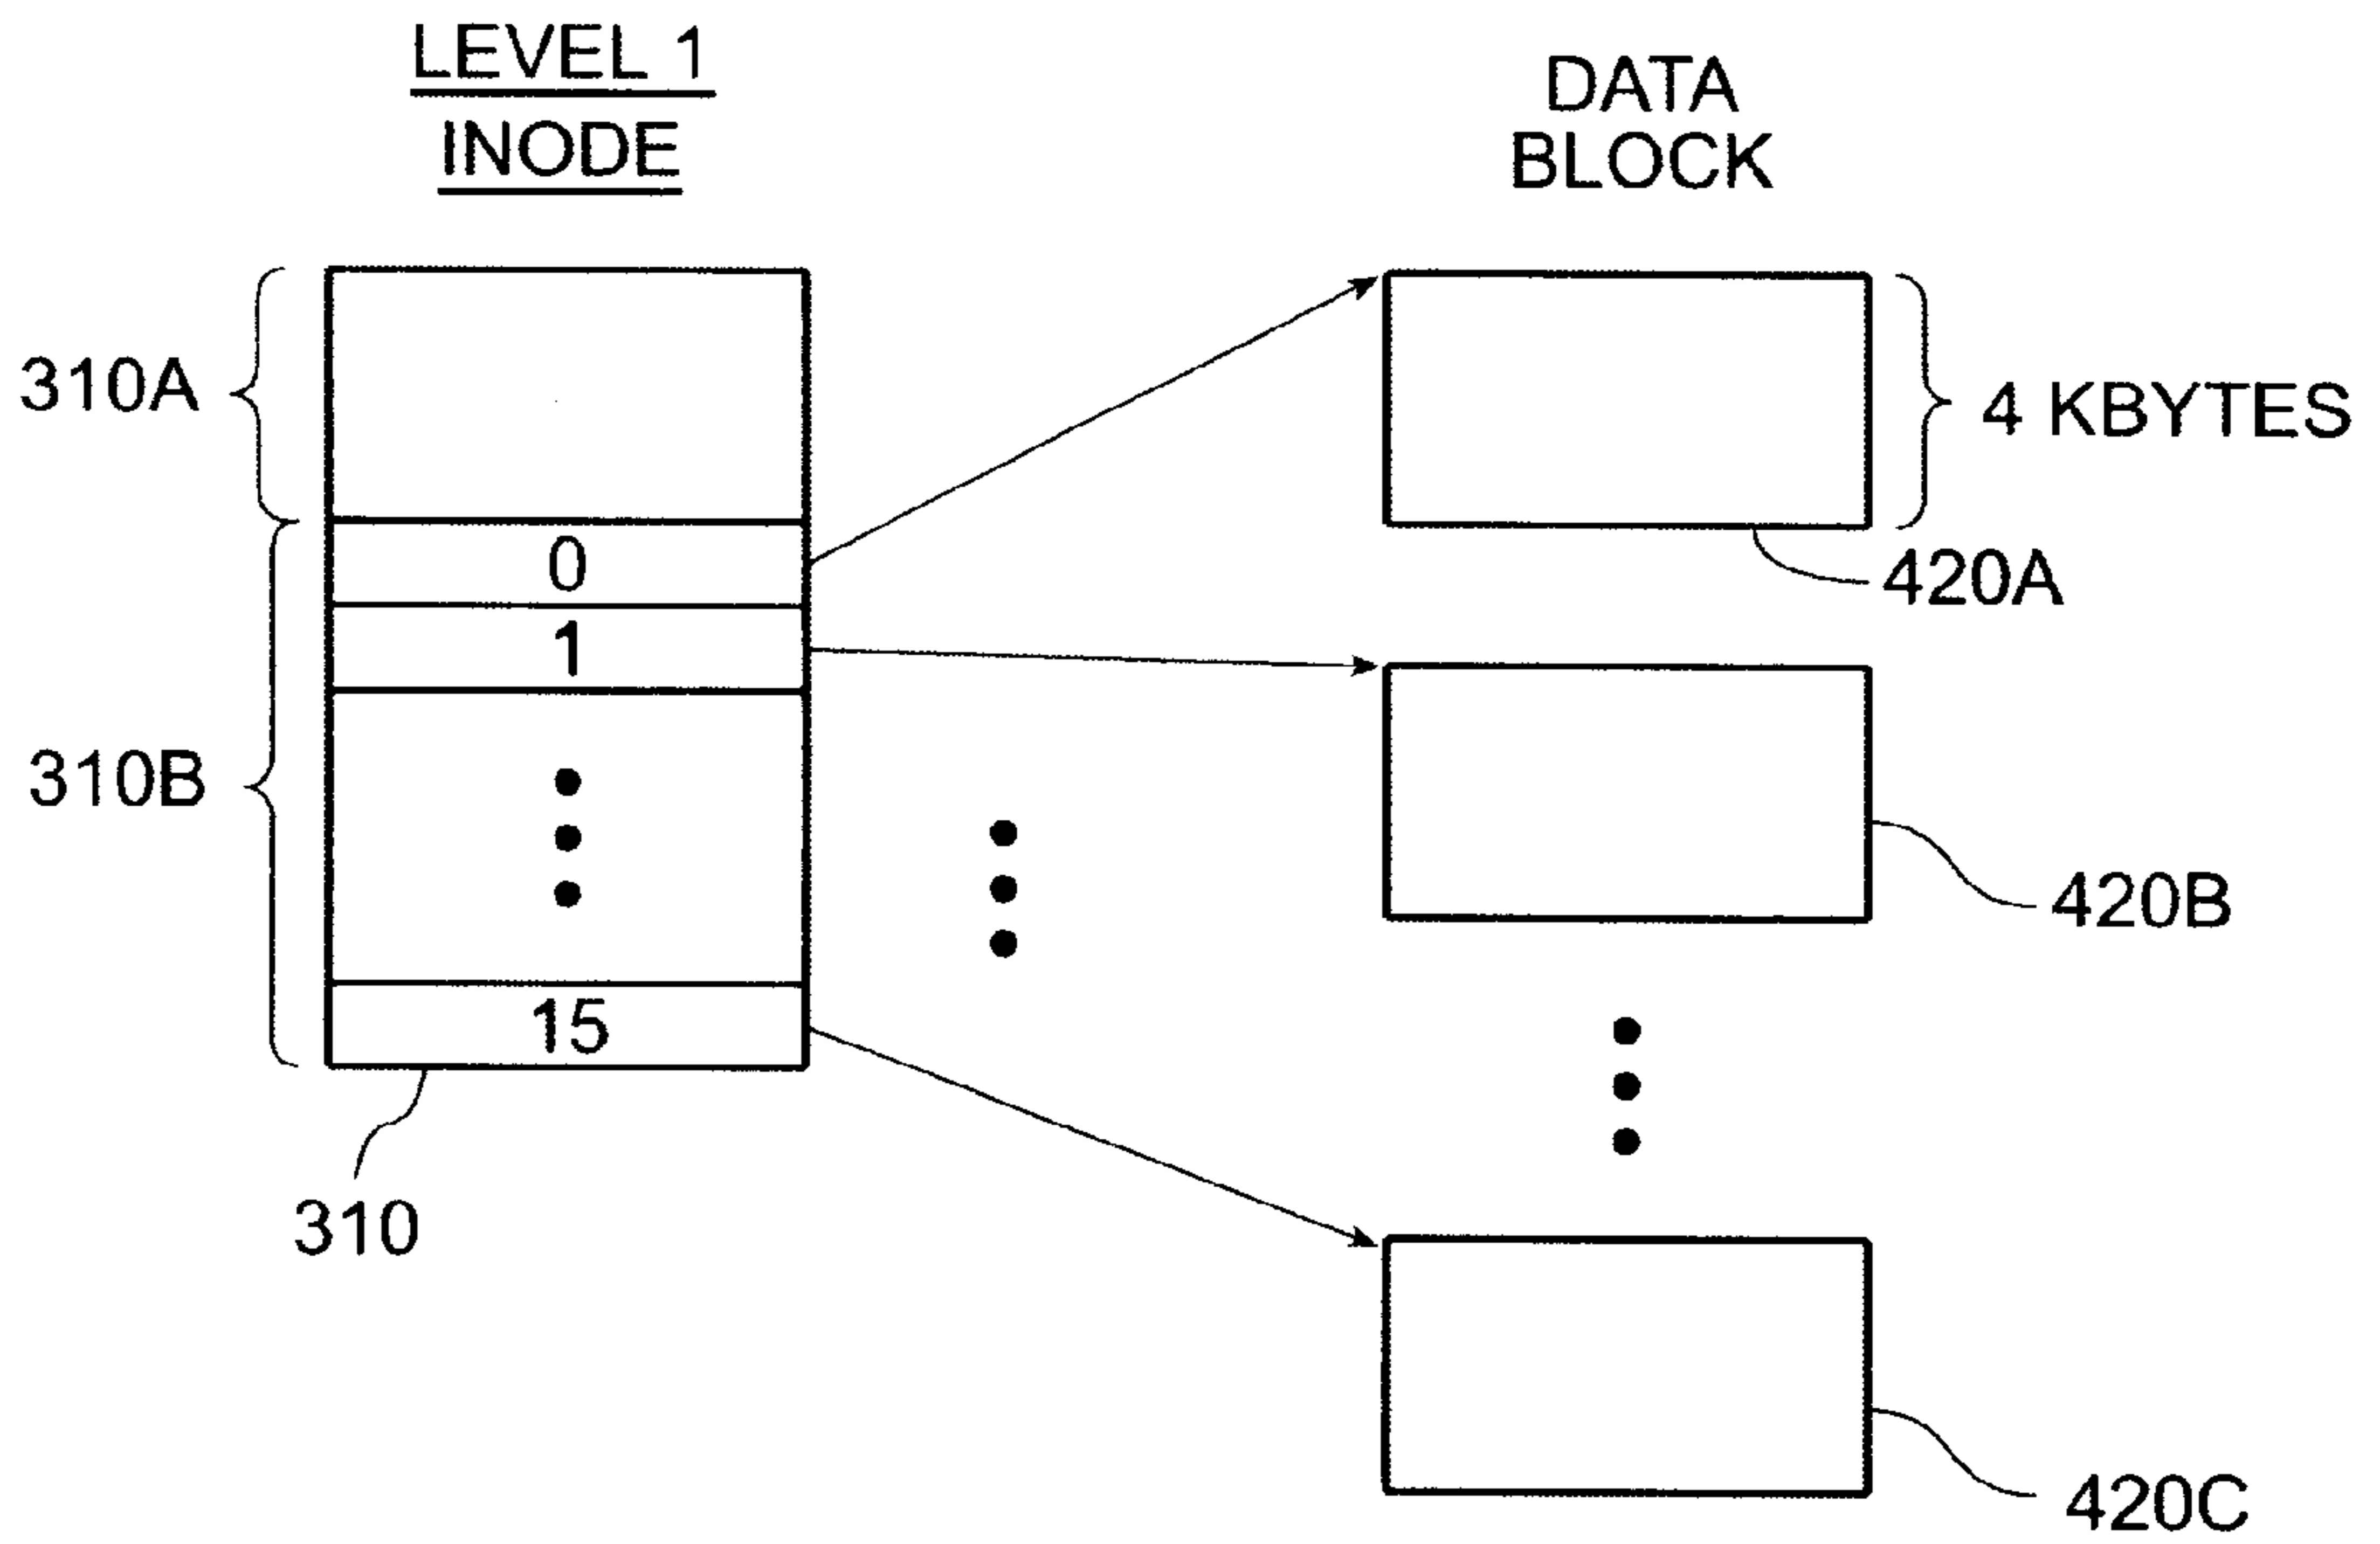 LEVEL 1
INODE
DATA
BLOCK
310A
4 KBYTES
0
420A
1
310B
420B
15
310
420C